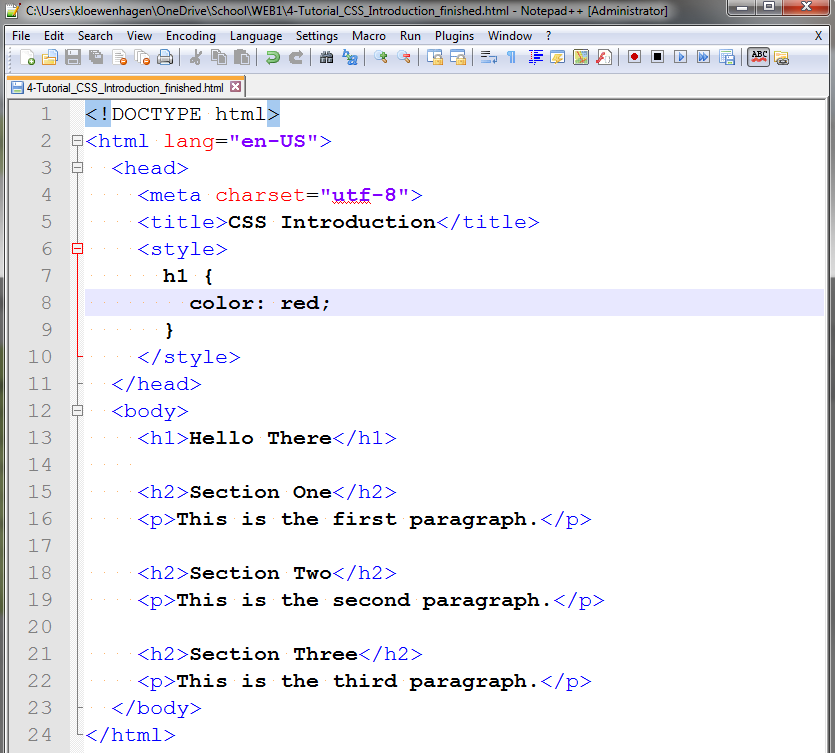 C:\Users\kloewenhagen\OneDrive\School\WEB1\4-Tutorial_CSS_Introduction_finished.html - Notepad++ [Administrator]
File Edit Search View Encoding Language Settings Macro Run Plugins Window ? X
ABC
4-Tutorial_CSS_Introduction_finished.html
1 <!DOCTYPE html>
2 <html lang="en-US">
3 <head>
4 <meta charset="utf-8">
5 <title>CSS Introduction</title>
6 <style>
7 h1 {
8 color: red;
9 }
10 </style>
11 </head>
12 <body>
13 <h1>Hello There</h1>
14
15 <h2>Section One</h2>
16 <p>This is the first paragraph.</p>
17
18 <h2>Section Two</h2>
19 <p>This is the second paragraph.</p>
20
21 <h2>Section Three</h2>
22 <p>This is the third paragraph.</p>
23 </body>
24 </html>